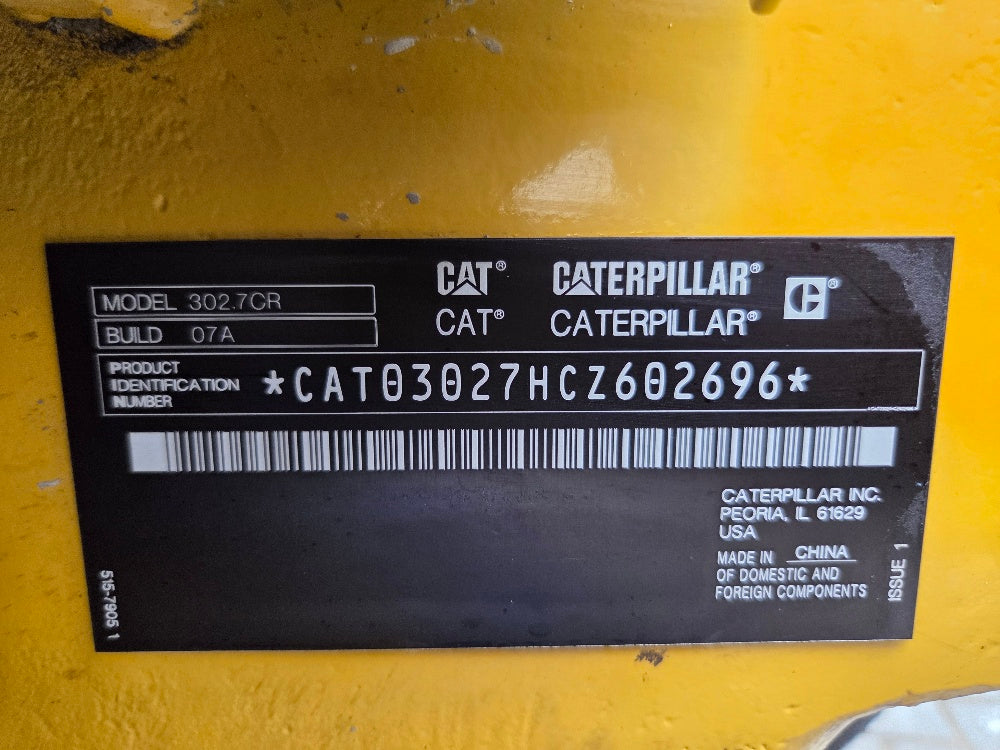 CAT® CATERPILLAR® C®
MODEL 302.7CR
CAT® CATERPILLAR®
BUILD 07A
PRODUCT
IDENTIFICATION
NUMBER
*CAT03027HCZ602696*
CATERPILLAR INC.
PEORIA, IL 61629
USA
MADE IN CHINA
OF DOMESTIC AND
FOREIGN COMPONENTS
ISSUE 1
515-7905 1